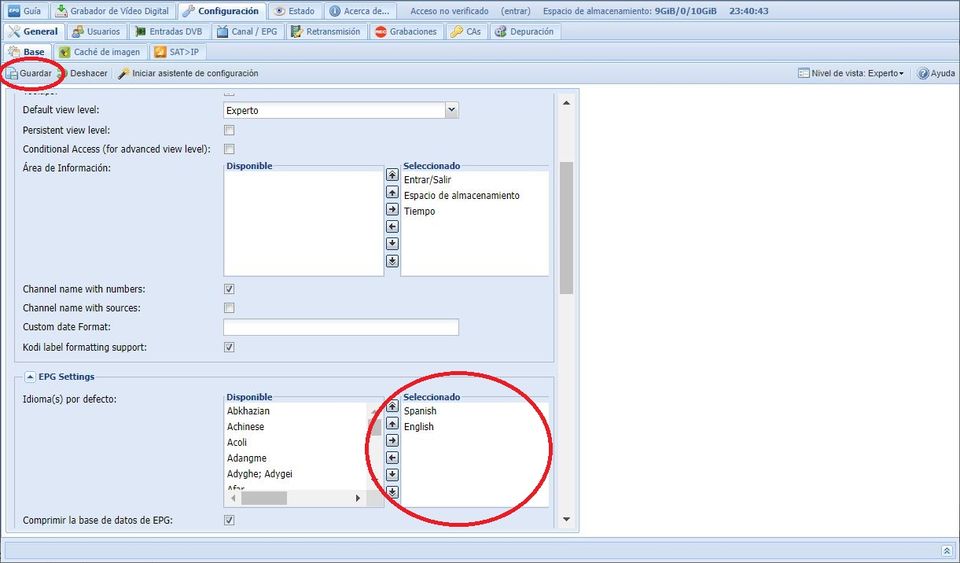 EPG Guía Grabador de Vídeo Digital Configuración Estado Acerca de... Acceso no verificado (entrar) Espacio de almacenamiento: 9GiB/0/10GiB 23:40:43
General Usuarios Entradas DVB Canal / EPG Retransmisión REC Grabaciones CAs Depuración
Base Caché de imagen SAT>IP
Guardar Deshacer Iniciar asistente de configuración Nivel de vista: Experto Ayuda
Default view level: Experto
Persistent view level:
Conditional Access (for advanced view level):
Área de Información: Disponible Seleccionado
Entrar/Salir
Espacio de almacenamiento
Tiempo
Channel name with numbers:
Channel name with sources:
Custom date Format:
Kodi label formatting support:
EPG Settings
Idioma(s) por defecto: Disponible Seleccionado
Abkhazian Spanish
Achinese English
Acoli
Adangme
Adyghe; Adygei
Afar
Comprimir la base de datos de EPG: